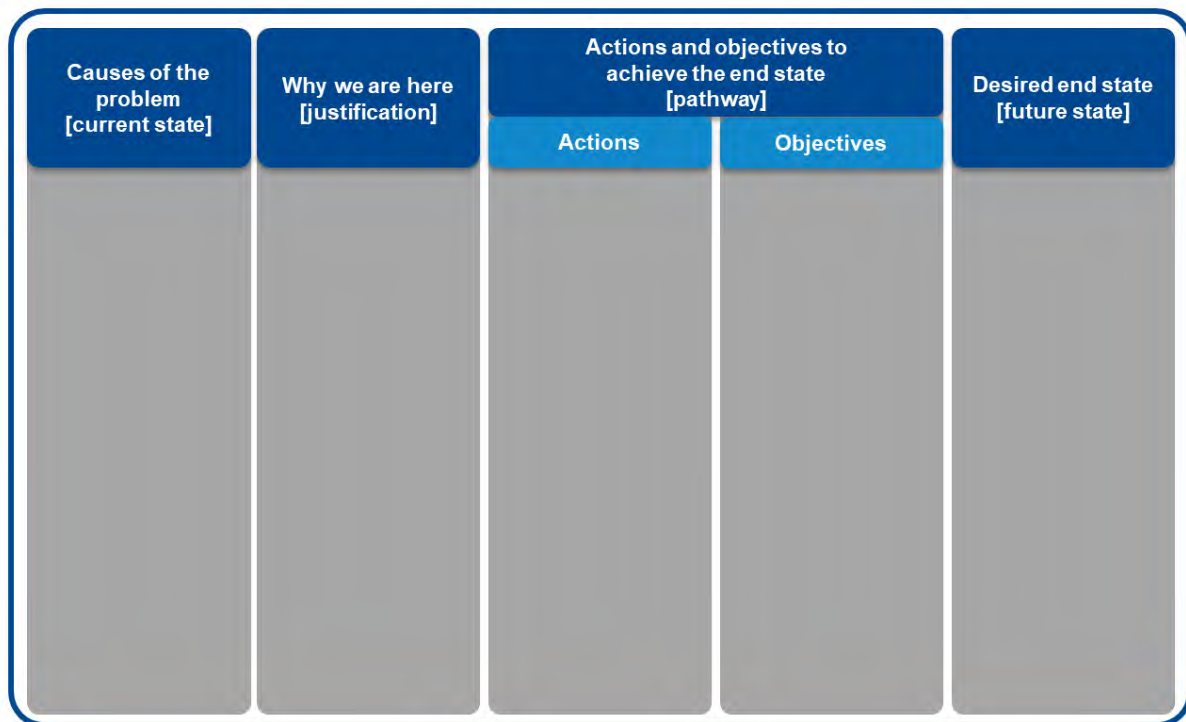 Causes of the
problem
[current state]
Why we are here
[justification]
Actions and objectives to
achieve the end state
[pathway]
Actions
Objectives
Desired end state
[future state]